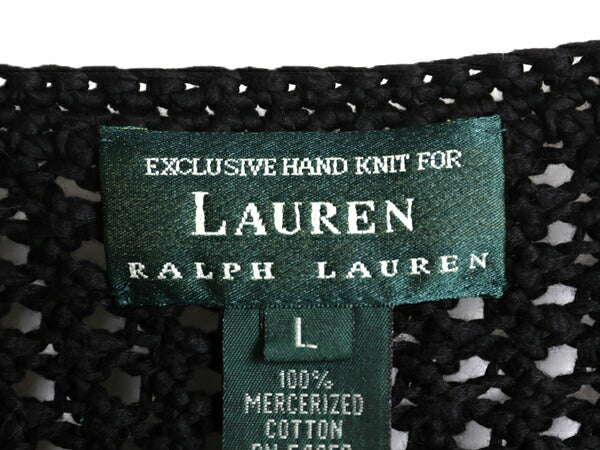 EXCLUSIVE HAND KNIT FOR
LAUREN
RALPH LAUREN
L
100%
MERCERIZED
COTTON